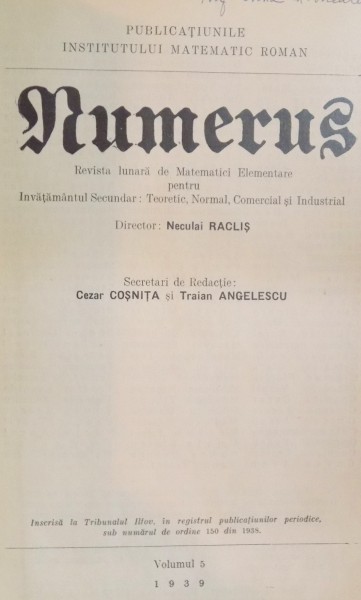 PUBLICAȚIUNILE
INSTITUTULUI MATEMATIC ROMAN
Numerus
Revista lunară de Matematici Elementare
pentru
Invățământul Secundar: Teoretic, Normal, Comercial și Industrial
Director: Neculai RACLIȘ
Secretari de Redacție:
Cezar COȘNIȚA și Traian ANGELESCU
Inscrisă la Tribunalul Ilfov, în registrul publicațiunilor periodice,
sub numărul de ordine 150 din 1938.
Volumul 5
1939